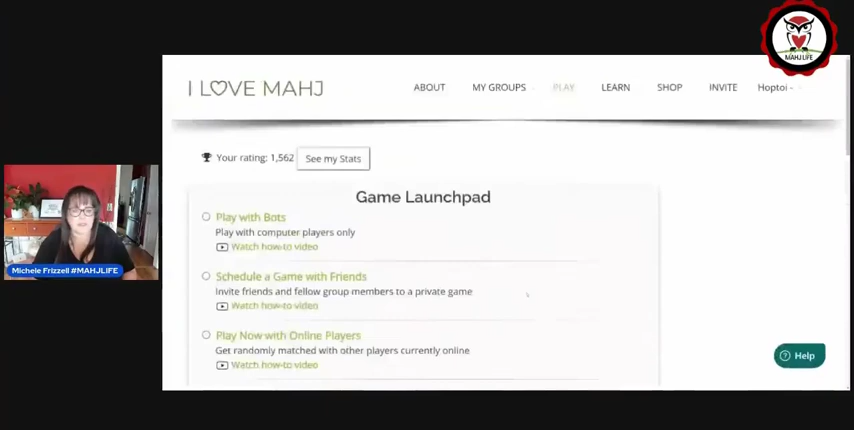 MAHJ LIFE
I LOVE MAHJ
ABOUT
MY GROUPS
PLAY
LEARN
SHOP
INVITE
Hoptoi
Your rating: 1,562
See my Stats
Game Launchpad
Play with Bots
Play with computer players only
Watch how-to video
Schedule a Game with Friends
Invite friends and fellow group members to a private game
Watch how-to video
Play Now with Online Players
Get randomly matched with other players currently online
Watch how-to video
Help
Michele Frizzell #MAHJLIFE